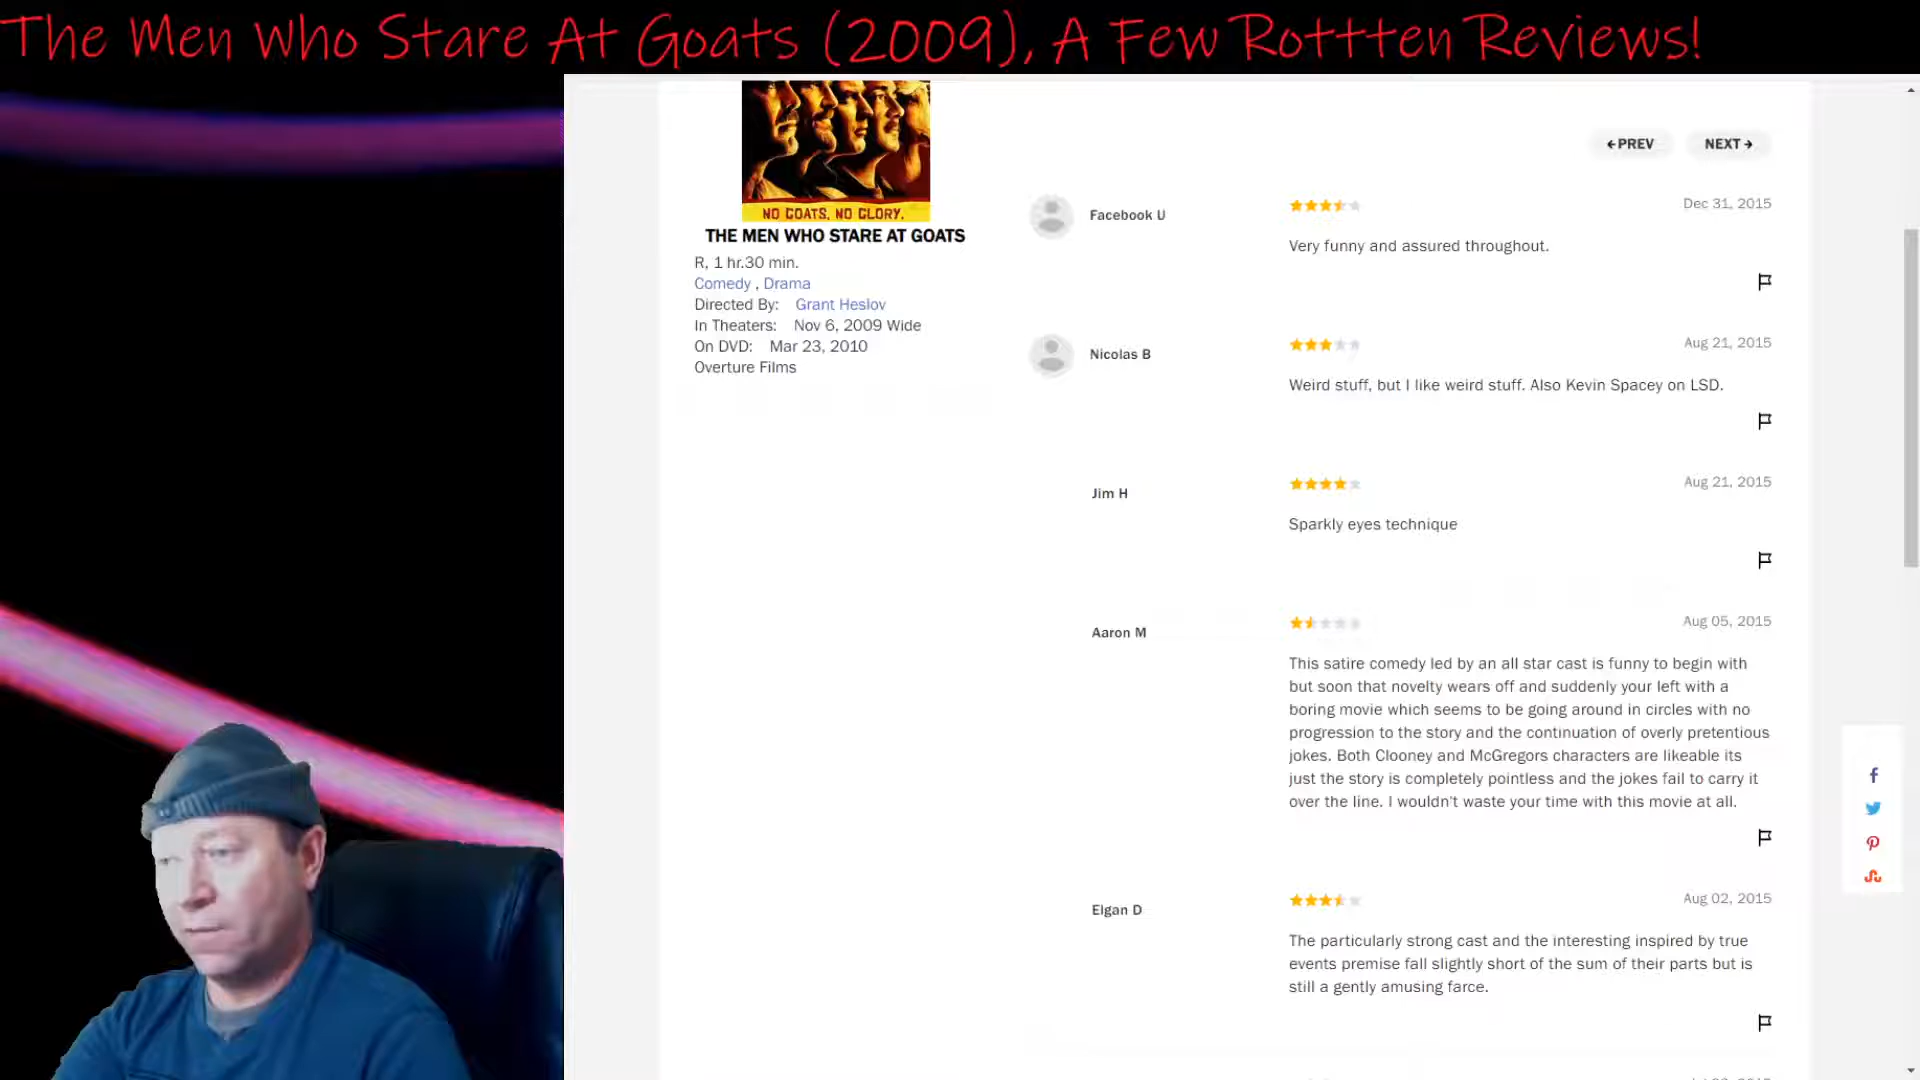 The Men Who Stare At Goats (2009), A Few Rottten Reviews!
NO GOATS, NO GLORY.
THE MEN WHO STARE AT GOATS
R, 1 hr.30 min.
Comedy , Drama
Directed By: Grant Heslov
In Theaters: Nov 6, 2009 Wide
On DVD: Mar 23, 2010
Overture Films
PREV
NEXT
Facebook U
Dec 31, 2015
Very funny and assured throughout.
Nicolas B
Aug 21, 2015
Weird stuff, but I like weird stuff. Also Kevin Spacey on LSD.
Jim H
Aug 21, 2015
Sparkly eyes technique
Aaron M
Aug 05, 2015
This satire comedy led by an all star cast is funny to begin with
but soon that novelty wears off and suddenly your left with a
boring movie which seems to be going around in circles with no
progression to the story and the continuation of overly pretentious
jokes. Both Clooney and McGregors characters are likeable its
just the story is completely pointless and the jokes fail to carry it
over the line. I wouldn't waste your time with this movie at all.
Elgan D
Aug 02, 2015
The particularly strong cast and the interesting inspired by true
events premise fall slightly short of the sum of their parts but is
still a gently amusing farce.